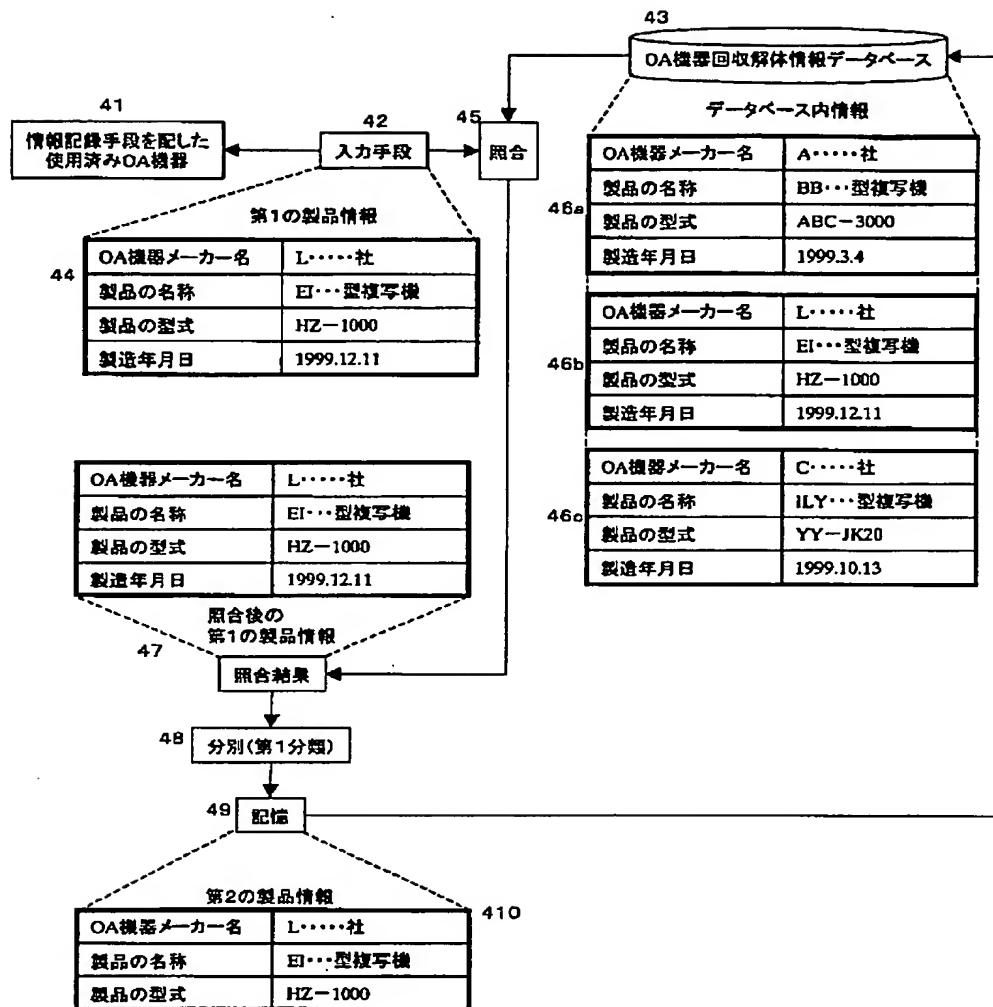 43
OA機器回収解体情報データベース
41
情報記録手段を配した
使用済みOA機器
42
入力手段
45
照合
データベース内情報
第1の製品情報
44
OA機器メーカー名 L・・・・・社
製品の名称 EI・・・型複写機
製品の型式 HZ-1000
製造年月日 1999.12.11
46a
OA機器メーカー名 A・・・・・社
製品の名称 BB・・・型複写機
製品の型式 ABC-3000
製造年月日 1999.3.4
46b
OA機器メーカー名 L・・・・・社
製品の名称 EI・・・型複写機
製品の型式 HZ-1000
製造年月日 1999.12.11
46c
OA機器メーカー名 C・・・・・社
製品の名称 ILY・・・型複写機
製品の型式 YY-JK20
製造年月日 1999.10.13
OA機器メーカー名 L・・・・・社
製品の名称 EI・・・型複写機
製品の型式 HZ-1000
製造年月日 1999.12.11
照合後の
第1の製品情報
47
照合結果
48
分別(第1分類)
49
記憶
第2の製品情報
410
OA機器メーカー名 L・・・・・社
製品の名称 EI・・・型複写機
製品の型式 HZ-1000